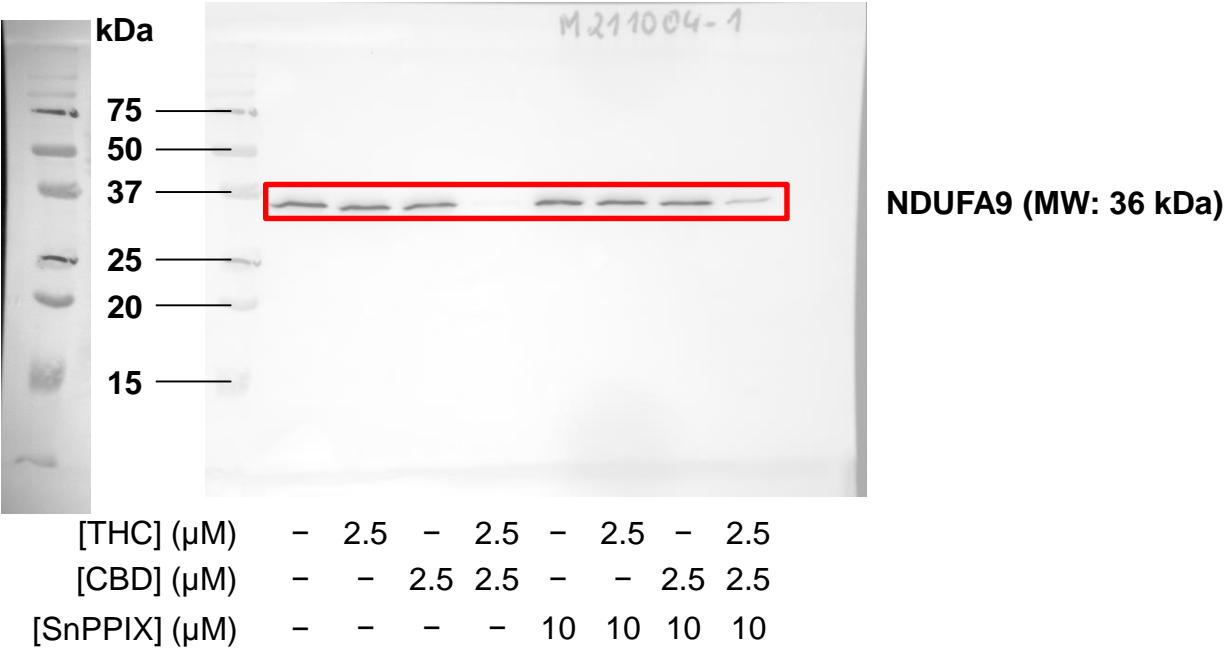 kDa
M211004-1
75
50
37
NDUFA9 (MW: 36 kDa)
25
20
15
[THC] (µM) – 2.5 – 2.5 – 2.5 – 2.5
[CBD] (µM) – – 2.5 2.5 – – 2.5 2.5
[SnPPIX] (µM) – – – – 10 10 10 10